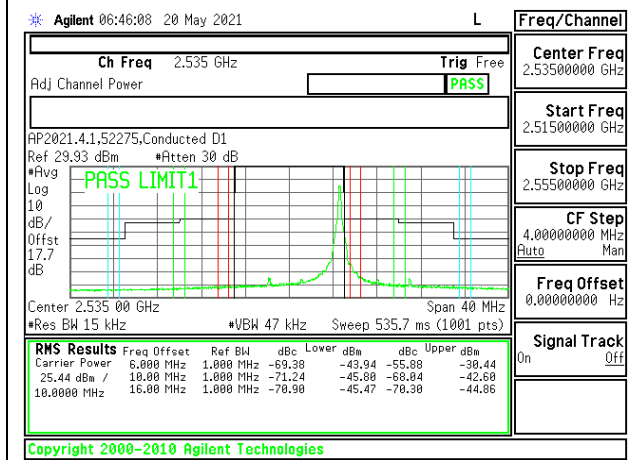 Agilent 06:46:08 20 May 2021 L
Freq/Channel
Ch Freq 2.535 GHz Trig Free
Adj Channel Power PASS
Center Freq
2.53500000 GHz
Start Freq
2.51500000 GHz
Stop Freq
2.55500000 GHz
CF Step
4.00000000 MHz
Auto Man
Freq Offset
0.00000000 Hz
Signal Track
On Off
AP2021.4.1,52275,Conducted D1
Ref 29.93 dBm #Atten 30 dB
#Avg
Log
10
dB/
Offst
17.7
dB
PASS LIMIT1
Center 2.535 00 GHz Span 40 MHz
#Res BW 15 kHz #VBW 47 kHz Sweep 535.7 ms (1001 pts)
RMS Results Freq Offset Ref BW dBc Lower dBm dBc Upper dBm
Carrier Power 6.000 MHz 1.000 MHz -69.38 -43.94 -55.88 -30.44
25.44 dBm / 10.00 MHz 1.000 MHz -71.24 -45.80 -68.04 -42.60
10.0000 MHz 16.00 MHz 1.000 MHz -70.90 -45.47 -70.30 -44.86
Copyright 2000-2010 Agilent Technologies